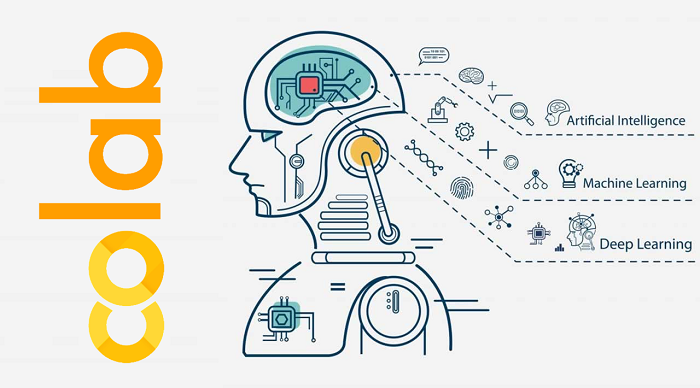 colab
Artificial Intelligence
Machine Learning
Deep Learning